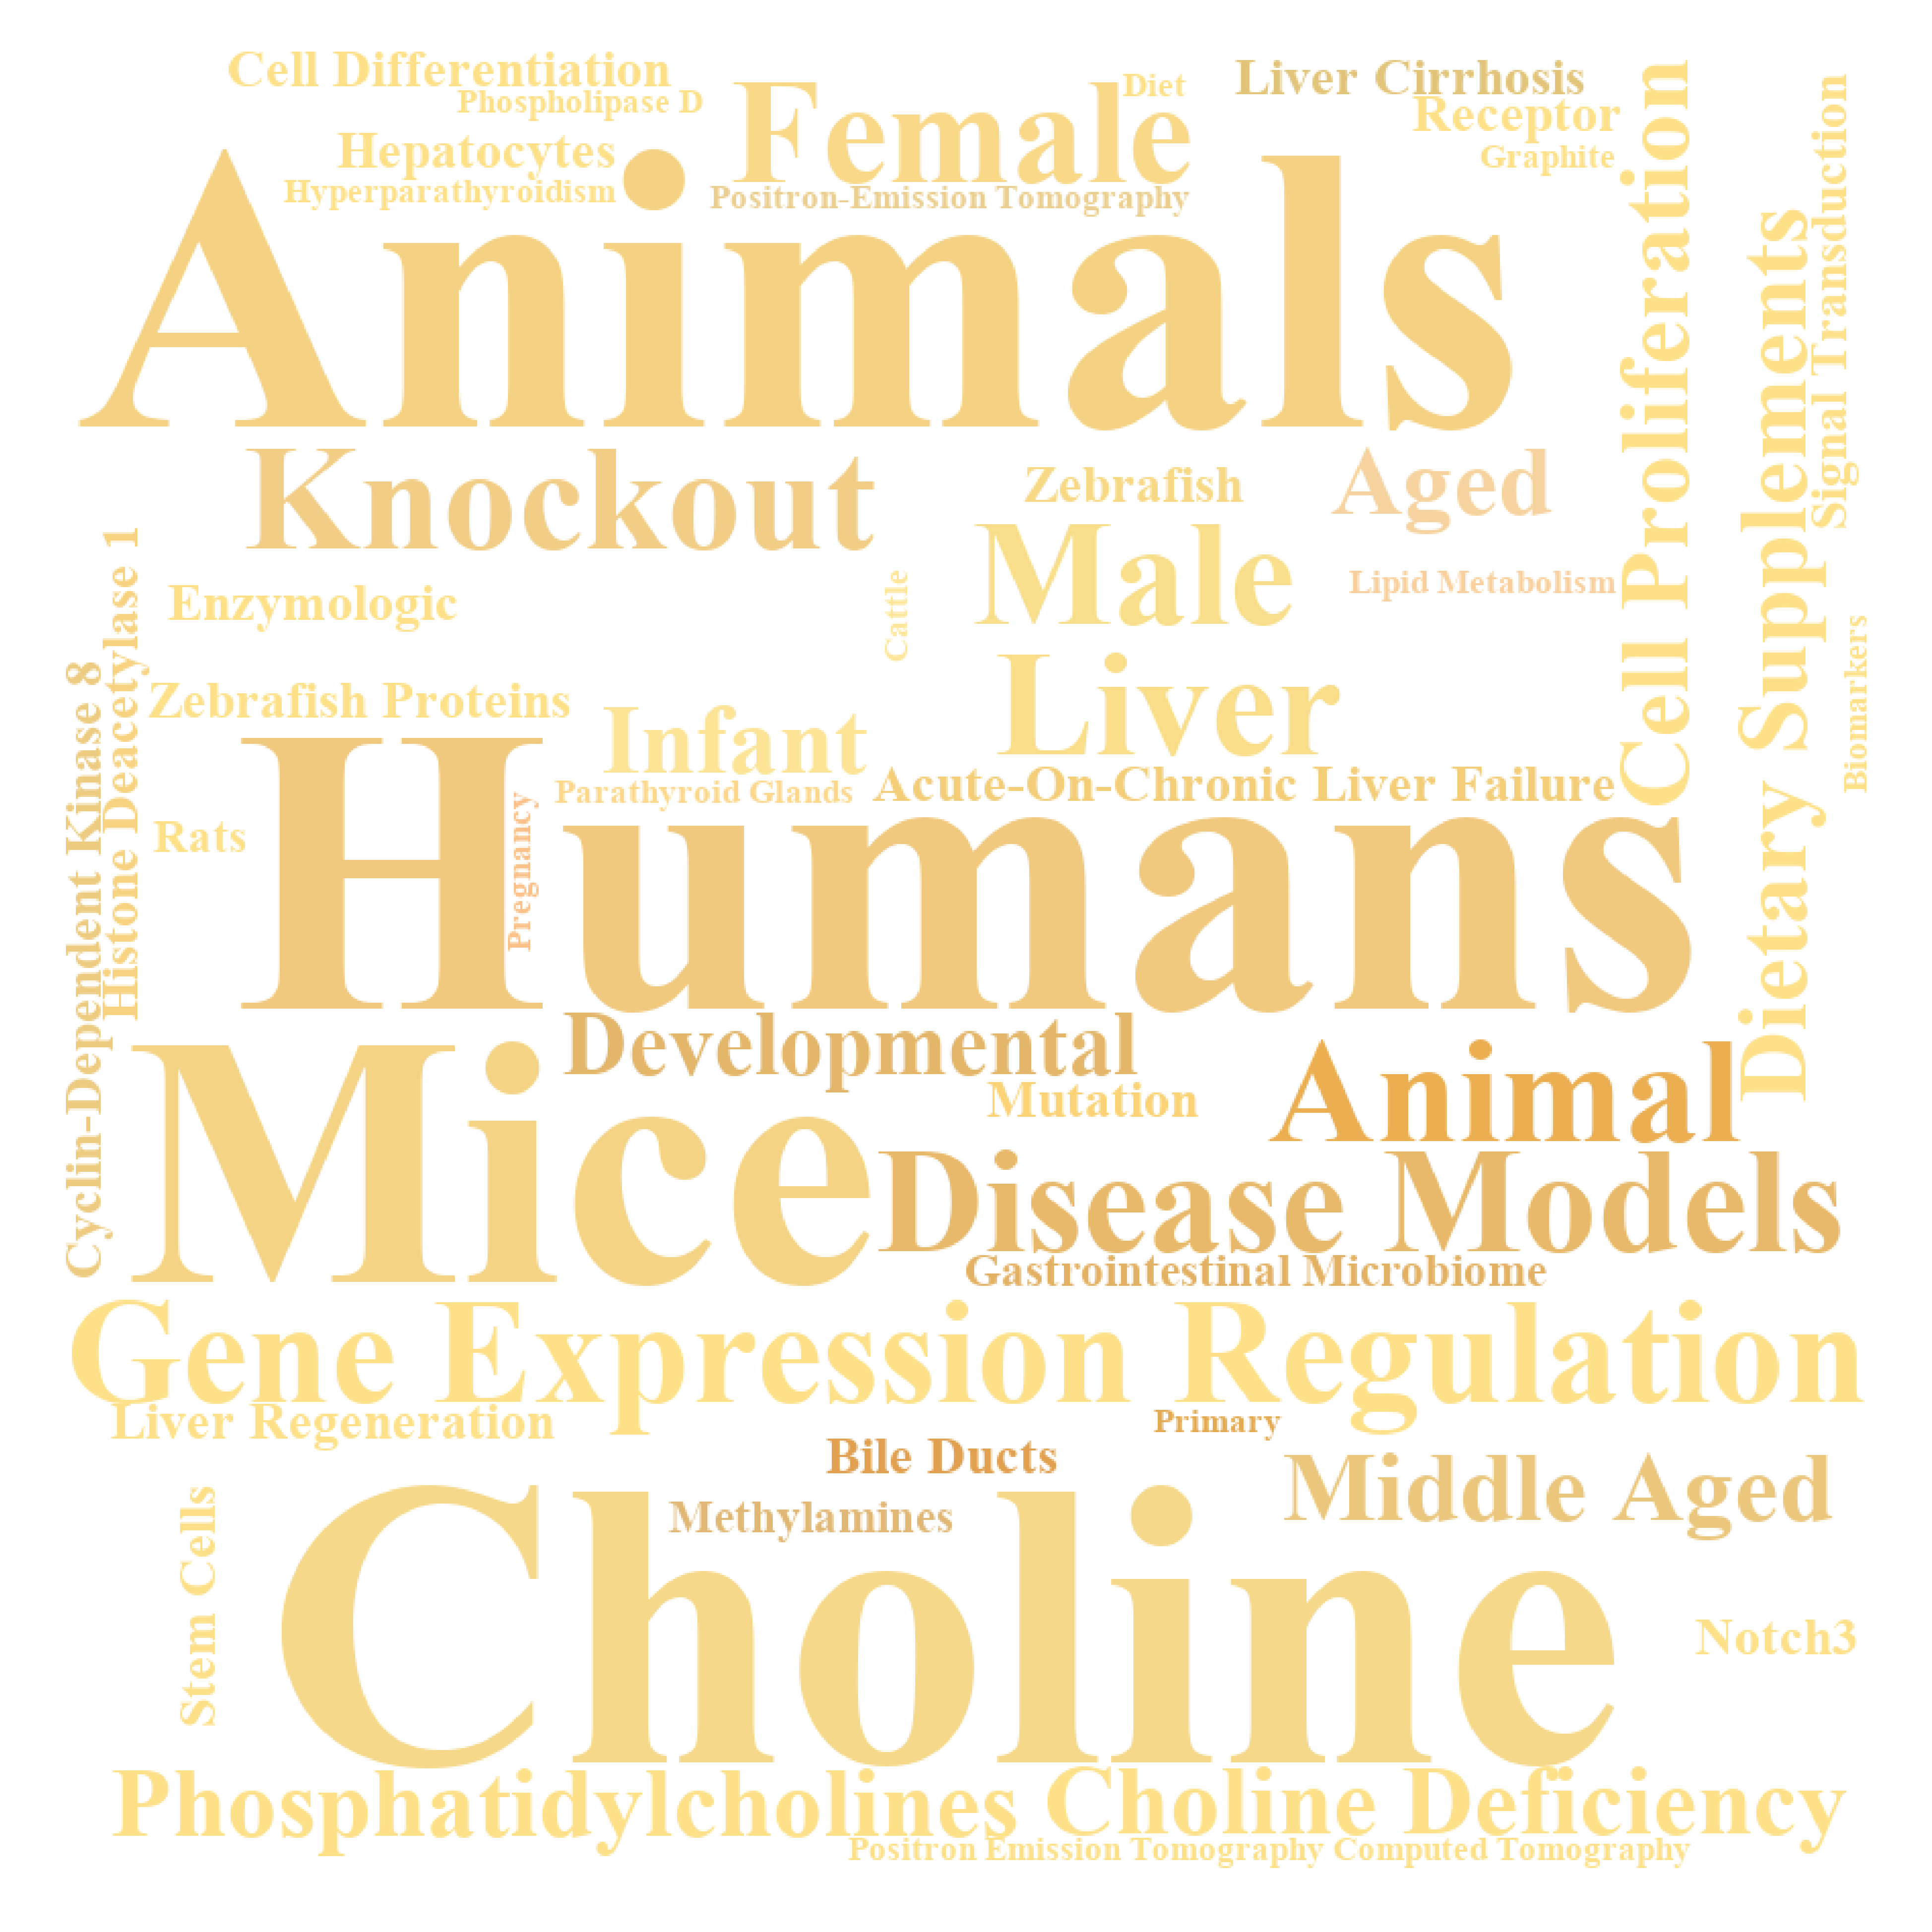 Cell Differentiation
Phospholipase D
Female
Diet
Liver Cirrhosis
Receptor
Graphite
Hepatocytes
Hyperparathyroidism
Positron-Emission Tomography
Animals
Cell Proliferation
Dietary Supplements
Signal Transduction
Knockout
Zebrafish
Aged
Male
Lipid Metabolism
Enzymologic
Cattle
Biomarkers
Cyclin-Dependent Kinase 8
Histone Deacetylase 1
Zebrafish Proteins
Infant
Liver
Parathyroid Glands
Acute-On-Chronic Liver Failure
Rats
Pregnancy
Humans
Developmental
Mutation
Animal
Mice
Disease Models
Gastrointestinal Microbiome
Gene Expression Regulation
Liver Regeneration
Primary
Bile Ducts
Middle Aged
Methylamines
Stem Cells
Choline
Notch3
Phosphatidylcholines
Choline Deficiency
Positron Emission Tomography Computed Tomography